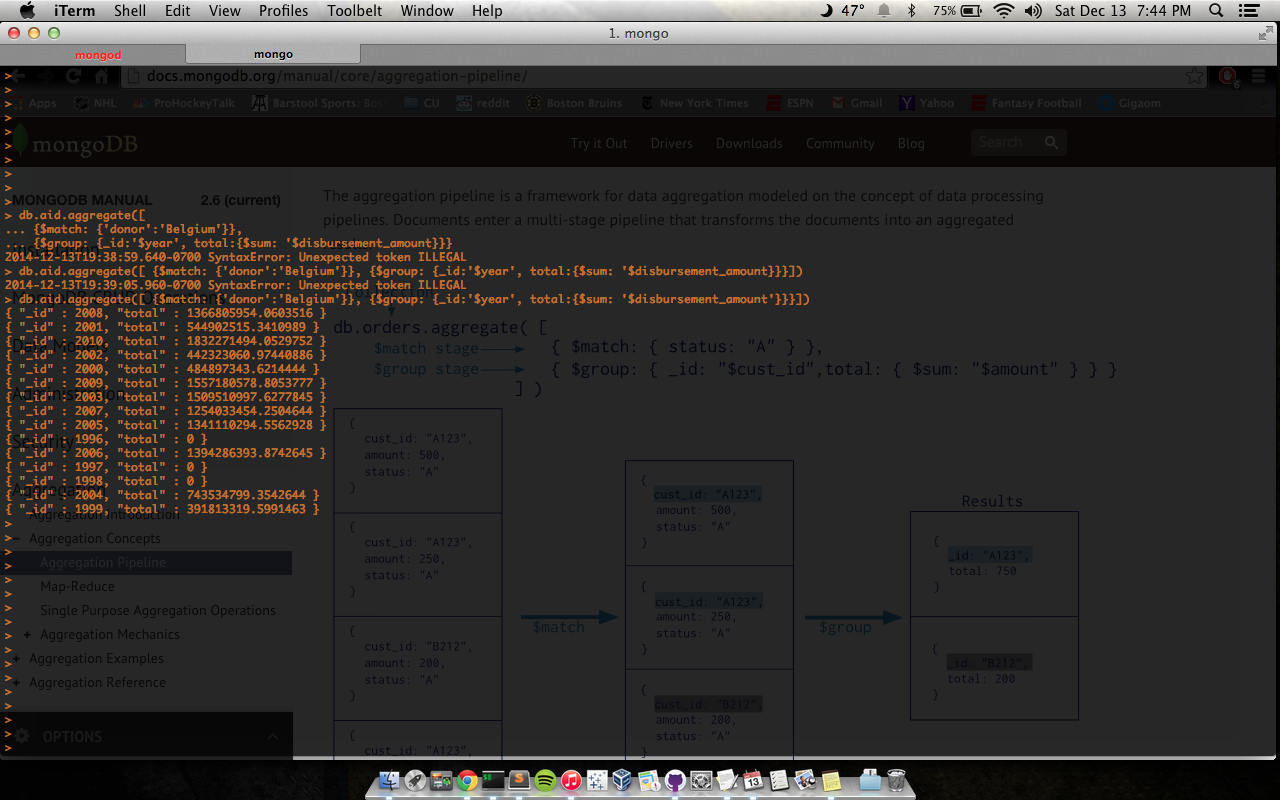 iTerm Shell Edit View Profiles Toolbelt Window Help 47° 75% Sat Dec 13 7:44 PM
1. mongo
mongod mongo
docs.mongodb.org/manual/core/aggregation-pipeline/
Apps NHL ProHockeyTalk Barstool Sports: Bos CU reddit Boston Bruins New York Times ESPN Gmail Yahoo Fantasy Football Gigaom
6
mongoDB Try it Out Drivers Downloads Community Blog Search
MONGODB MANUAL 2.6 (current)
The aggregation pipeline is a framework for data aggregation modeled on the concept of data processing
pipelines. Documents enter a multi-stage pipeline that transforms the documents into an aggregated
> db.aid.aggregate([
... {$match: {'donor':'Belgium'}},
... {$group: {_id:'$year', total:{$sum: '$disbursement_amount}}}
2014-12-13T19:38:59.640-0700 SyntaxError: Unexpected token ILLEGAL
> db.aid.aggregate([ {$match: {'donor':'Belgium'}}, {$group: {_id:'$year', total:{$sum: '$disbursement_amount}}}])
2014-12-13T19:39:05.960-0700 SyntaxError: Unexpected token ILLEGAL
> db.aid.aggregate([ {$match: {'donor':'Belgium'}}, {$group: {_id:'$year', total:{$sum: '$disbursement_amount'}}}])
{ "_id" : 2008, "total" : 1366805954.0603516 }
{ "_id" : 2001, "total" : 544902515.3410989 }
{ "_id" : 2010, "total" : 1832271494.0529752 }
{ "_id" : 2002, "total" : 442323060.97440886 }
{ "_id" : 2000, "total" : 484897343.6214444 }
{ "_id" : 2009, "total" : 1557180578.8053777 }
{ "_id" : 2003, "total" : 1509510997.6277845 }
{ "_id" : 2007, "total" : 1254033454.2504644 }
{ "_id" : 2005, "total" : 1341110294.5562928 }
{ "_id" : 1996, "total" : 0 }
{ "_id" : 2006, "total" : 1394286393.8742645 }
{ "_id" : 1997, "total" : 0 }
{ "_id" : 1998, "total" : 0 }
{ "_id" : 2004, "total" : 743534799.3542644 }
{ "_id" : 1999, "total" : 391813319.5991463 }
Administration
Security
Aggregation
Aggregation Introduction
− Aggregation Concepts
Aggregation Pipeline
Map-Reduce
Single Purpose Aggregation Operations
+ Aggregation Mechanics
+ Aggregation Examples
+ Aggregation Reference
OPTIONS
db.orders.aggregate( [
$match stage { $match: { status: "A" } },
$group stage { $group: { _id: "$cust_id",total: { $sum: "$amount" } } }
] )
{
cust_id: "A123",
amount: 500,
status: "A"
}
{
cust_id: "A123",
amount: 250,
status: "A"
}
{
cust_id: "B212",
amount: 200,
status: "A"
}
{
cust_id: "A123",
$match
{
cust_id: "A123",
amount: 500,
status: "A"
}
{
cust_id: "A123",
amount: 250,
status: "A"
}
{
cust_id: "B212",
amount: 200,
status: "A"
}
$group
Results
{
_id: "A123",
total: 750
}
{
_id: "B212",
total: 200
}
13